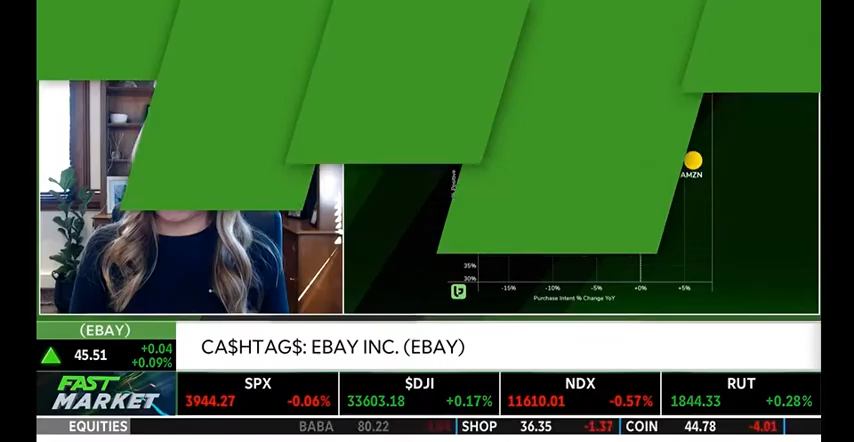 % Positive
AMZN
35%
30%
-15% -10% -5% +0% +5%
Purchase Intent % Change YoY
(EBAY)
45.51 +0.04
+0.09%
CA$HTAG$: EBAY INC. (EBAY)
FAST
MARKET
SPX
3944.27 -0.06%
$DJI
33603.18 +0.17%
NDX
11610.01 -0.57%
RUT
1844.33 +0.28%
EQUITIES BABA 80.22 SHOP 36.35 -1.37 COIN 44.78 -4.01